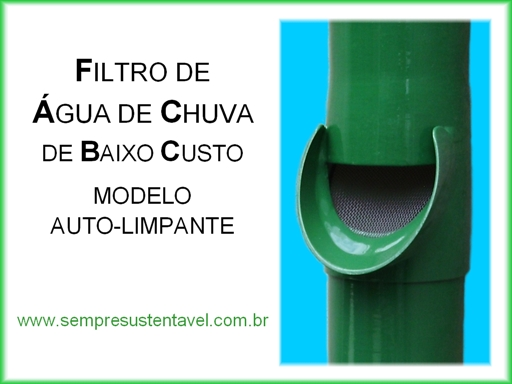 FILTRO DE
ÁGUA DE CHUVA
DE BAIXO CUSTO
MODELO
AUTO-LIMPANTE
www.sempresustentavel.com.br